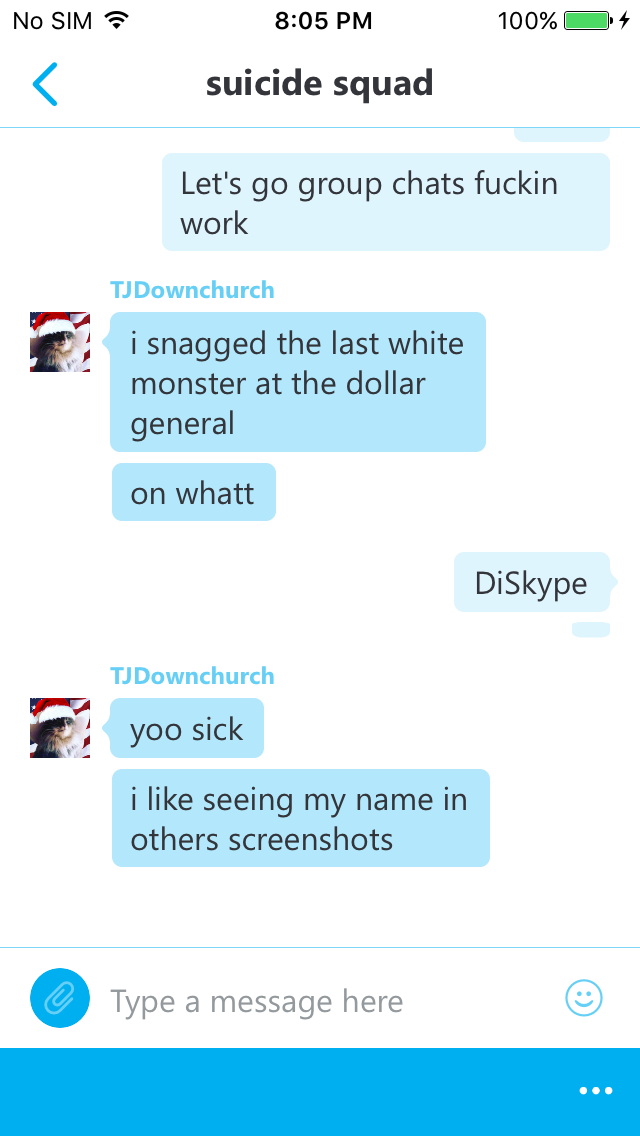 No SIM 8:05 PM 100%
suicide squad
Let's go group chats fuckin
work
TJDownchurch
i snagged the last white
monster at the dollar
general
on whatt
DiSkype
TJDownchurch
yoo sick
i like seeing my name in
others screenshots
Type a message here